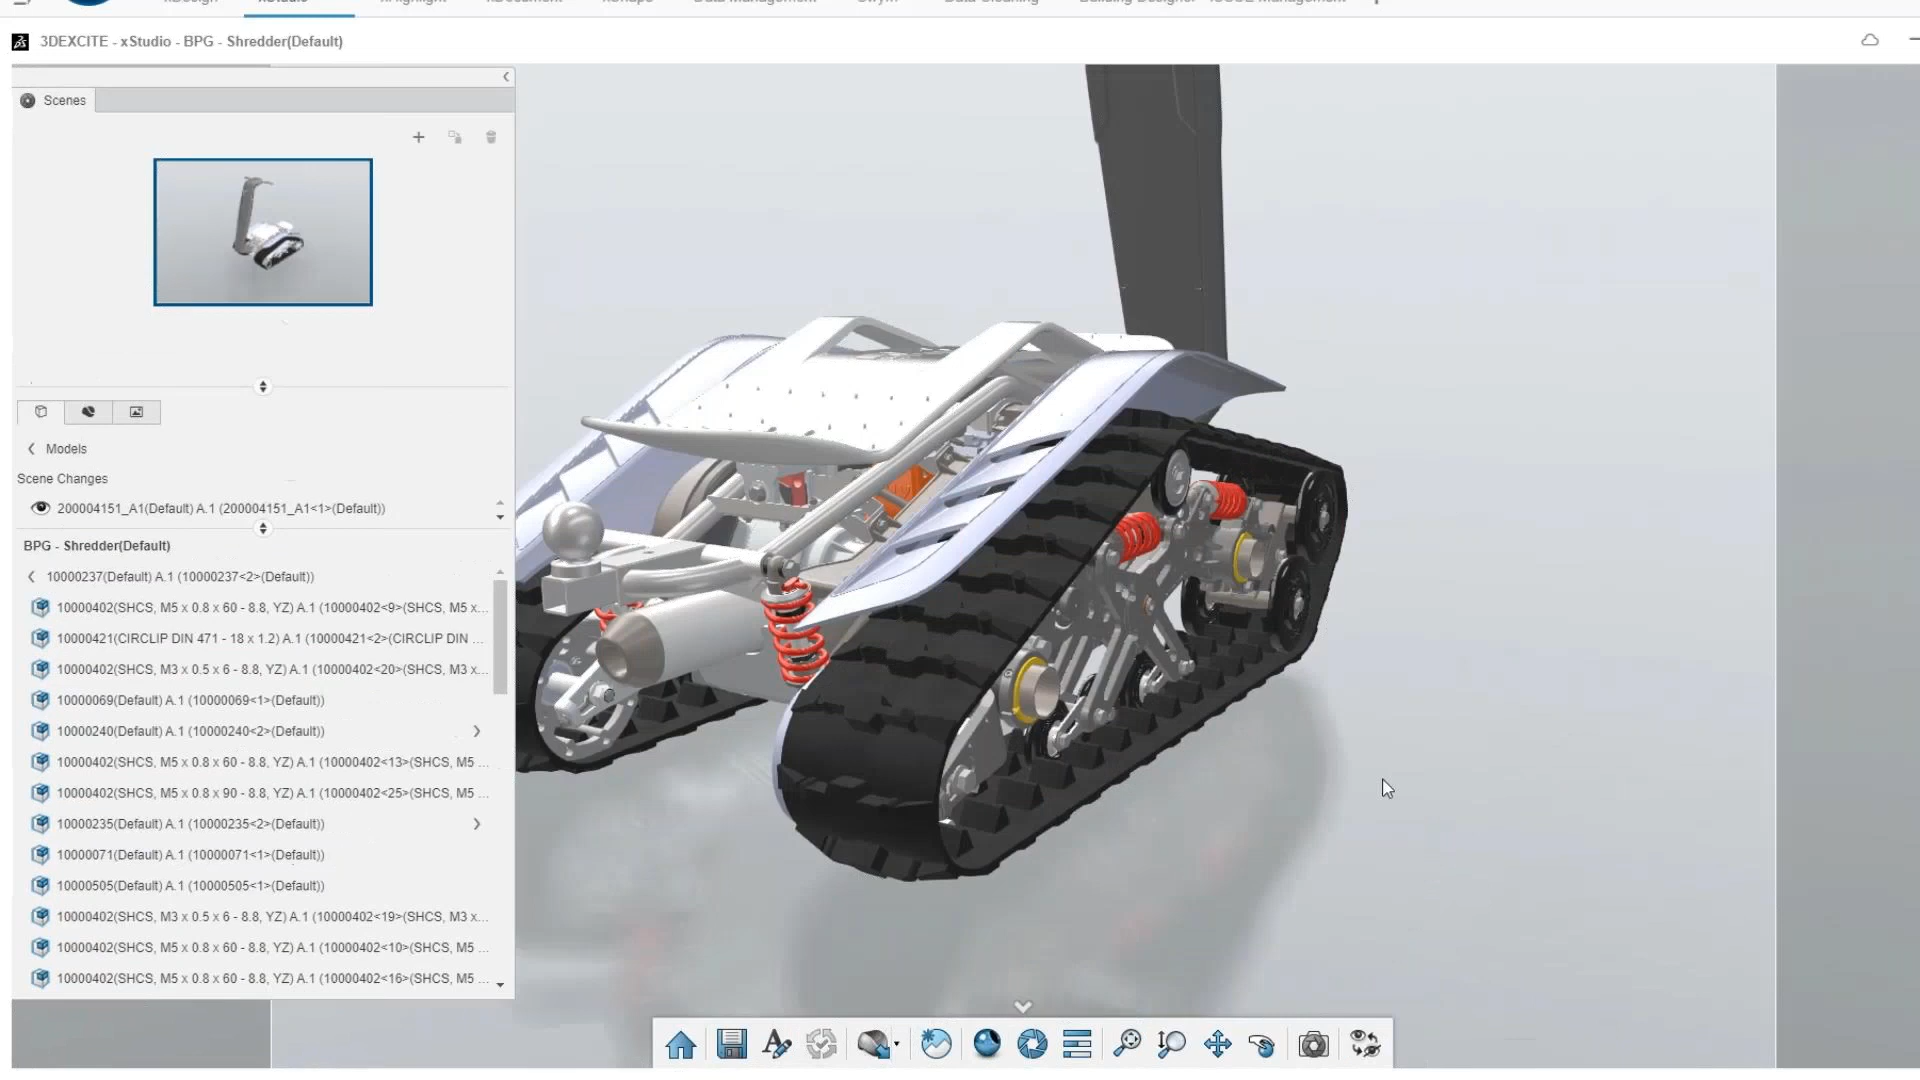 3DEXCITE - xStudio - BPG - Shredder(Default)
Scenes
Models
Scene Changes
200004151_A1(Default) A.1 (200004151_A1<1>(Default))
BPG - Shredder(Default)
10000237(Default) A.1 (10000237<2>(Default))
10000402(SHCS, M5 x 0.8 x 60 - 8.8, YZ) A.1 (10000402<9>(SHCS, M5 x...
10000421(CIRCLIP DIN 471 - 18 x 1.2) A.1 (10000421<2>(CIRCLIP DIN ...
10000402(SHCS, M3 x 0.5 x 6 - 8.8, YZ) A.1 (10000402<20>(SHCS, M3 x...
10000069(Default) A.1 (10000069<1>(Default))
10000240(Default) A.1 (10000240<2>(Default))
10000402(SHCS, M5 x 0.8 x 60 - 8.8, YZ) A.1 (10000402<13>(SHCS, M5 ...
10000402(SHCS, M5 x 0.8 x 90 - 8.8, YZ) A.1 (10000402<25>(SHCS, M5 ...
10000235(Default) A.1 (10000235<2>(Default))
10000071(Default) A.1 (10000071<1>(Default))
10000505(Default) A.1 (10000505<1>(Default))
10000402(SHCS, M3 x 0.5 x 6 - 8.8, YZ) A.1 (10000402<19>(SHCS, M3 x...
10000402(SHCS, M5 x 0.8 x 60 - 8.8, YZ) A.1 (10000402<10>(SHCS, M5 ...
10000402(SHCS, M5 x 0.8 x 60 - 8.8, YZ) A.1 (10000402<16>(SHCS, M5 ...